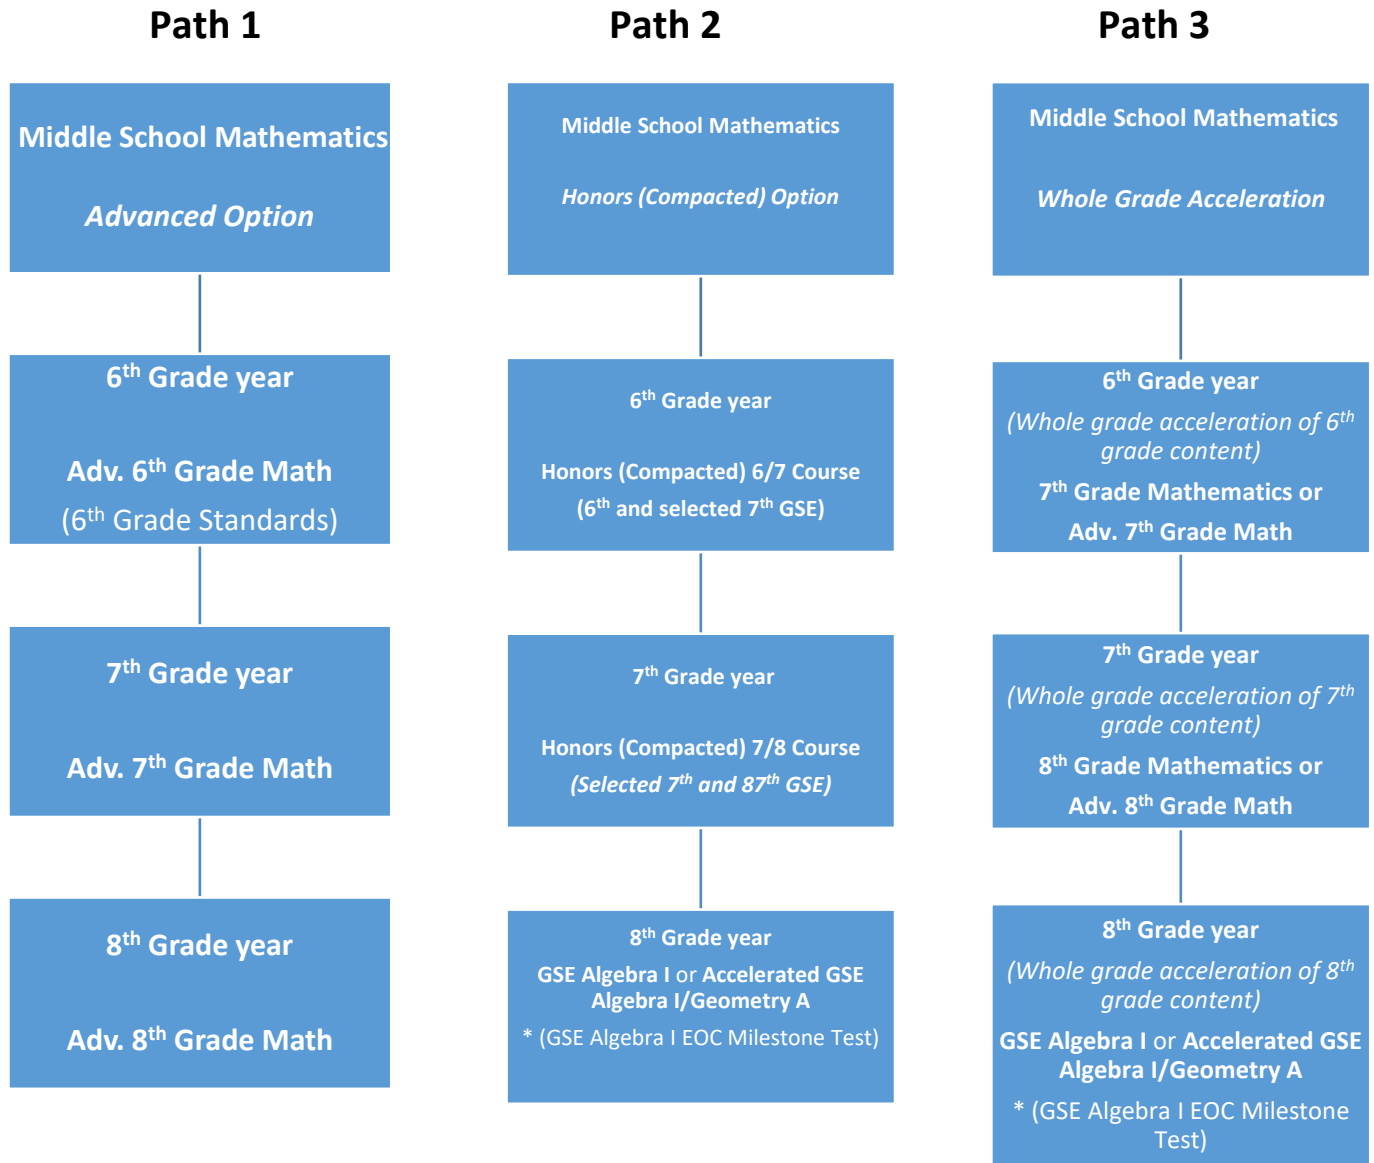 Path 1
Path 2
Path 3
Middle School Mathematics
Advanced Option
6th Grade year
Adv. 6th Grade Math
(6th Grade Standards)
7th Grade year
Adv. 7th Grade Math
8th Grade year
Adv. 8th Grade Math
Middle School Mathematics
Honors (Compacted) Option
6th Grade year
Honors (Compacted) 6/7 Course
(6th and selected 7th GSE)
7th Grade year
Honors (Compacted) 7/8 Course
(Selected 7th and 87th GSE)
8th Grade year
GSE Algebra I or Accelerated GSE
Algebra I/Geometry A
* (GSE Algebra I EOC Milestone Test)
Middle School Mathematics
Whole Grade Acceleration
6th Grade year
(Whole grade acceleration of 6th
grade content)
7th Grade Mathematics or
Adv. 7th Grade Math
7th Grade year
(Whole grade acceleration of 7th
grade content)
8th Grade Mathematics or
Adv. 8th Grade Math
8th Grade year
(Whole grade acceleration of 8th
grade content)
GSE Algebra I or Accelerated GSE
Algebra I/Geometry A
* (GSE Algebra I EOC Milestone
Test)